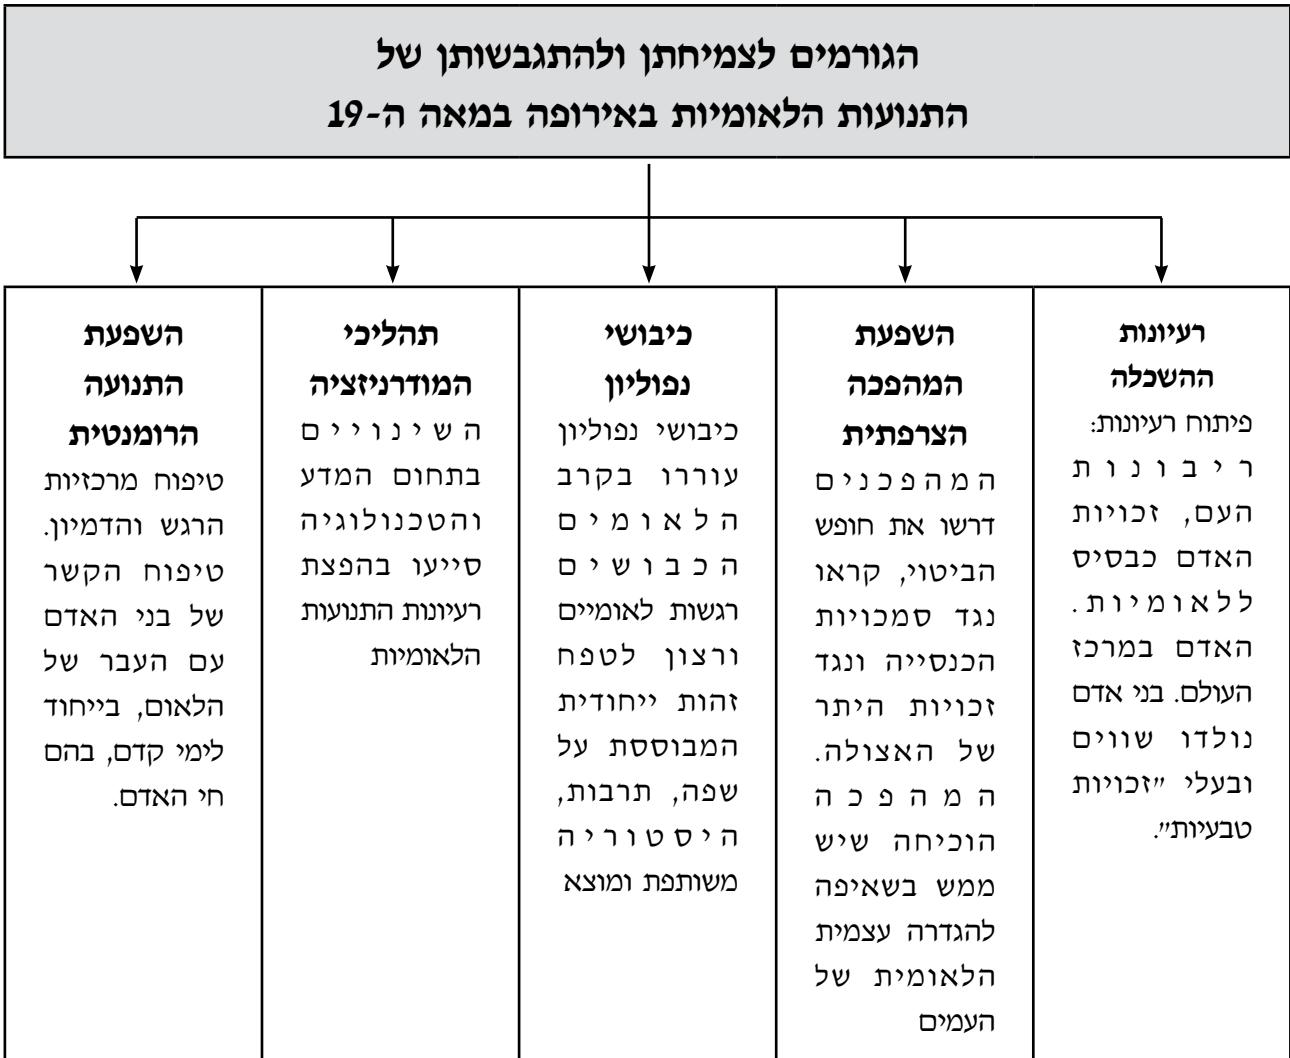 הגורמים לצמיחתן ולהתגבשותן של
התנועות הלאומיות באירופה במאה ה-19
רעיונות
ההשכלה
פיתוח רעיונות:
ריבונות
העם, זכויות
האדם כבסיס
ללאומיות.
האדם במרכז
העולם. בני אדם
נולדו שווים
ובעלי "זכויות
טבעיות".
השפעת
המהפכה
הצרפתית
המהפכנים
דרשו את חופש
הביטוי, קראו
נגד סמכויות
הכנסייה ונגד
זכויות היתר
של האצולה.
המהפכה
הוכיחה שיש
ממש בשאיפה
להגדרה עצמית
הלאומית של
העמים
כיבושי
נפוליון
כיבושי נפוליון
עוררו בקרב
הלאומים
הכבושים
רגשות לאומיים
ורצון לטפח
זהות ייחודית
המבוססת על
שפה, תרבות,
היסטוריה
משותפת ומוצא
תהליכי
המודרניזציה
השינויים
בתחום המדע
והטכנולוגיה
סייעו בהפצת
רעיונות התנועות
הלאומיות
השפעת
התנועה
הרומנטית
טיפוח מרכזיות
הרגש והדמיון.
טיפוח הקשר
של בני האדם
עם העבר של
הלאום, בייחוד
לימי קדם, בהם
חי האדם.